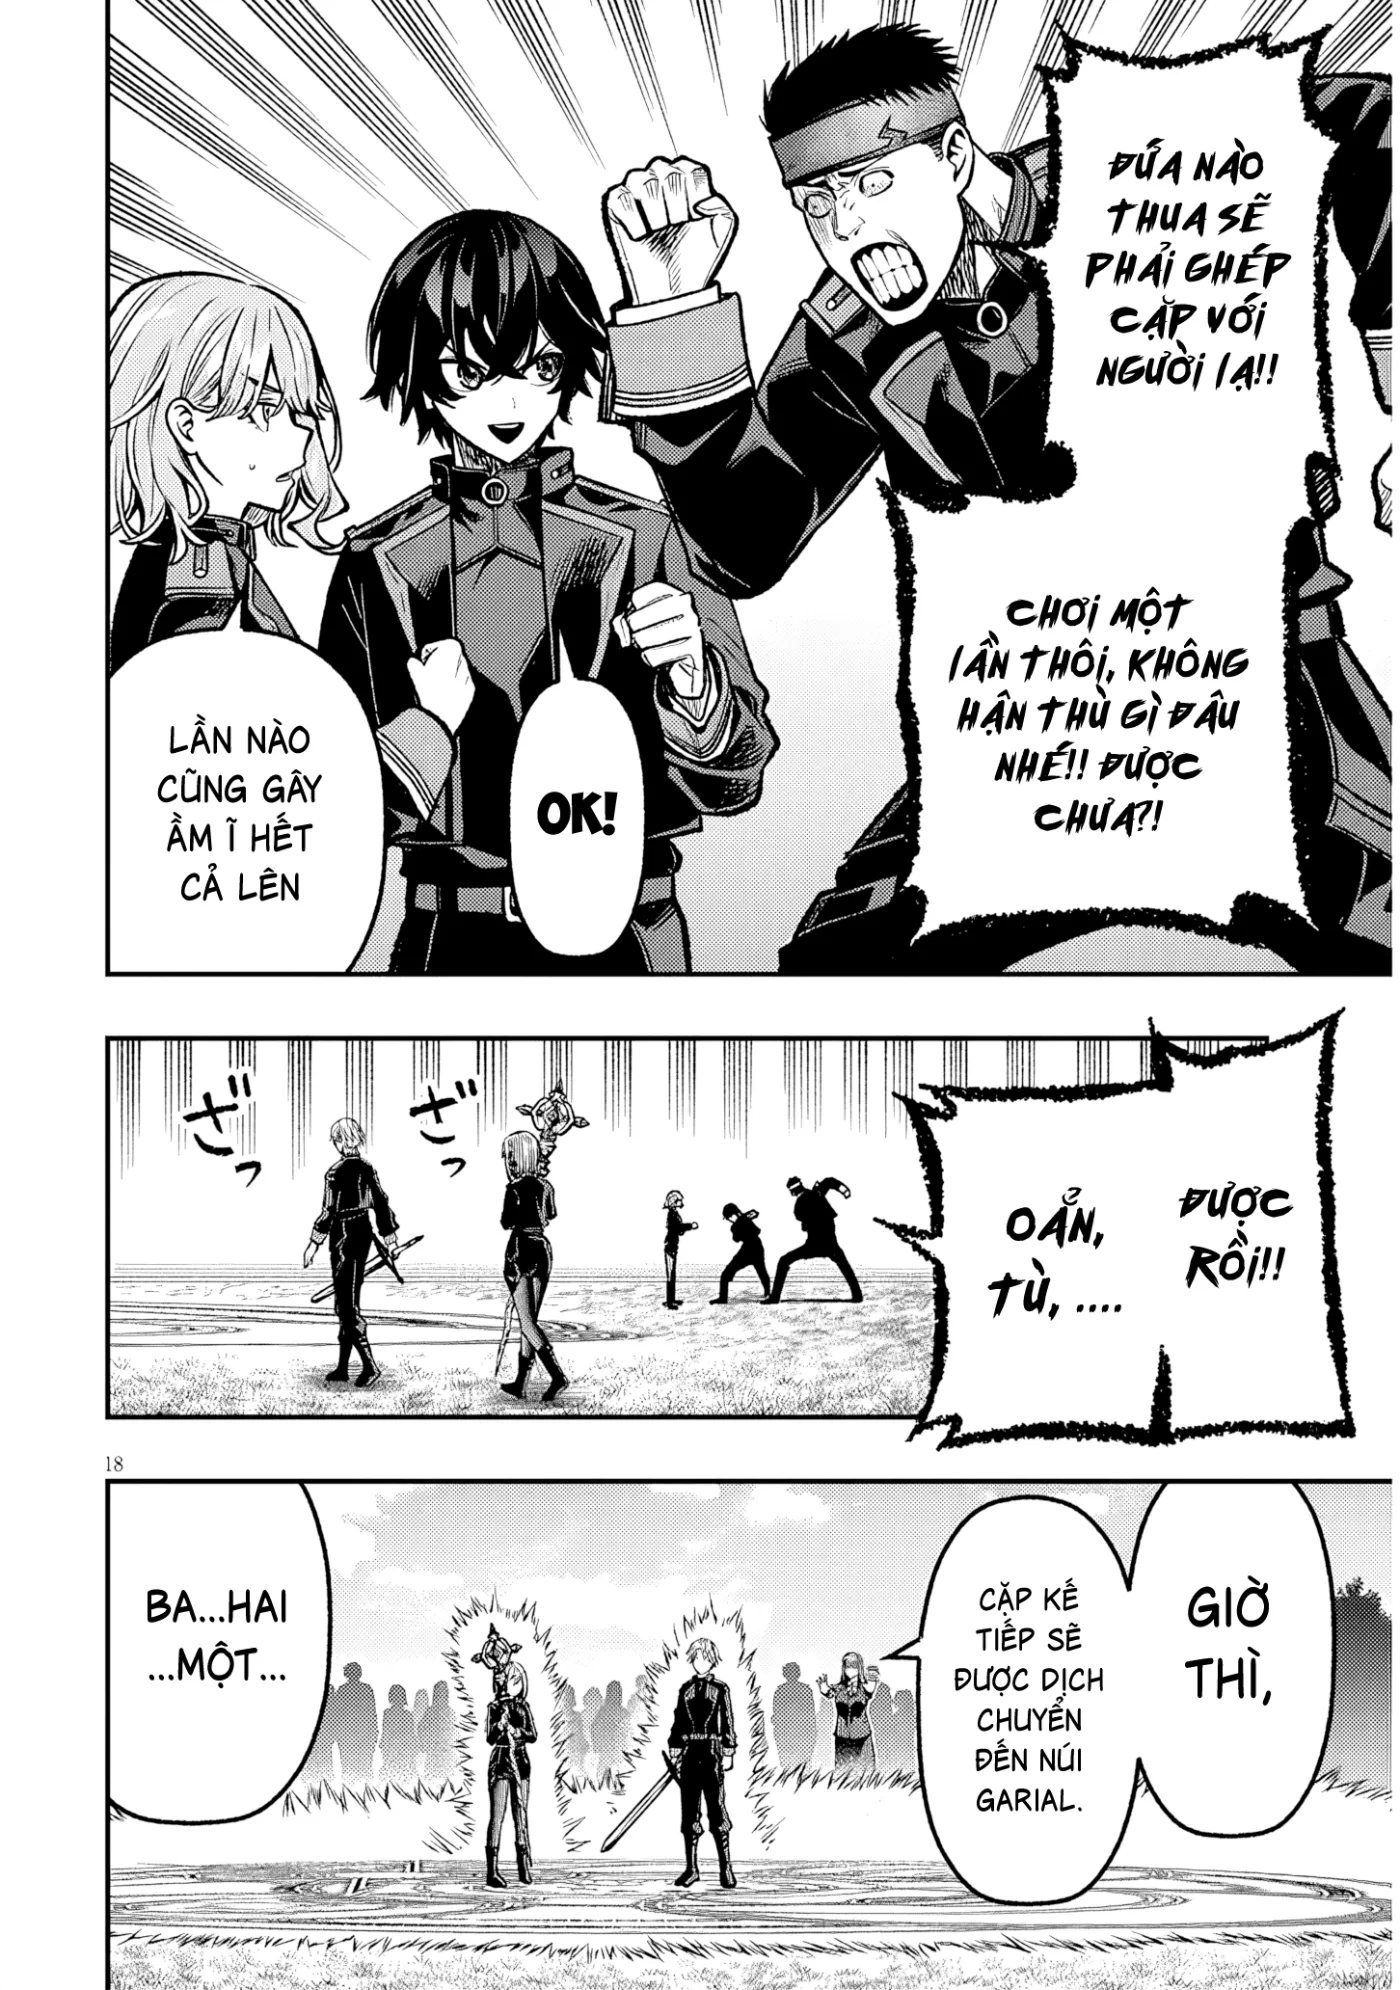 ĐỨA NÀO
THUA SẼ
PHẢI GHÉP
CẶP VỚI
NGƯỜI LẠ!!
CHƠI MỘT
LẦN THÔI, KHÔNG
HẬN THÙ GÌ ĐÂU
NHÉ!! ĐƯỢC
CHƯA?!
OK!
LẦN NÀO
CŨNG GÂY
ẦM Ĩ HẾT
CẢ LÊN
ĐƯỢC
RỒI!!
OẲN,
TÙ, ....
ざっ
ざっ
18
GIỜ
THÌ,
CẶP KẾ
TIẾP SẼ
ĐƯỢC DỊCH
CHUYỂN
ĐẾN NÚI
GARIAL.
BA...HAI
...MỘT...